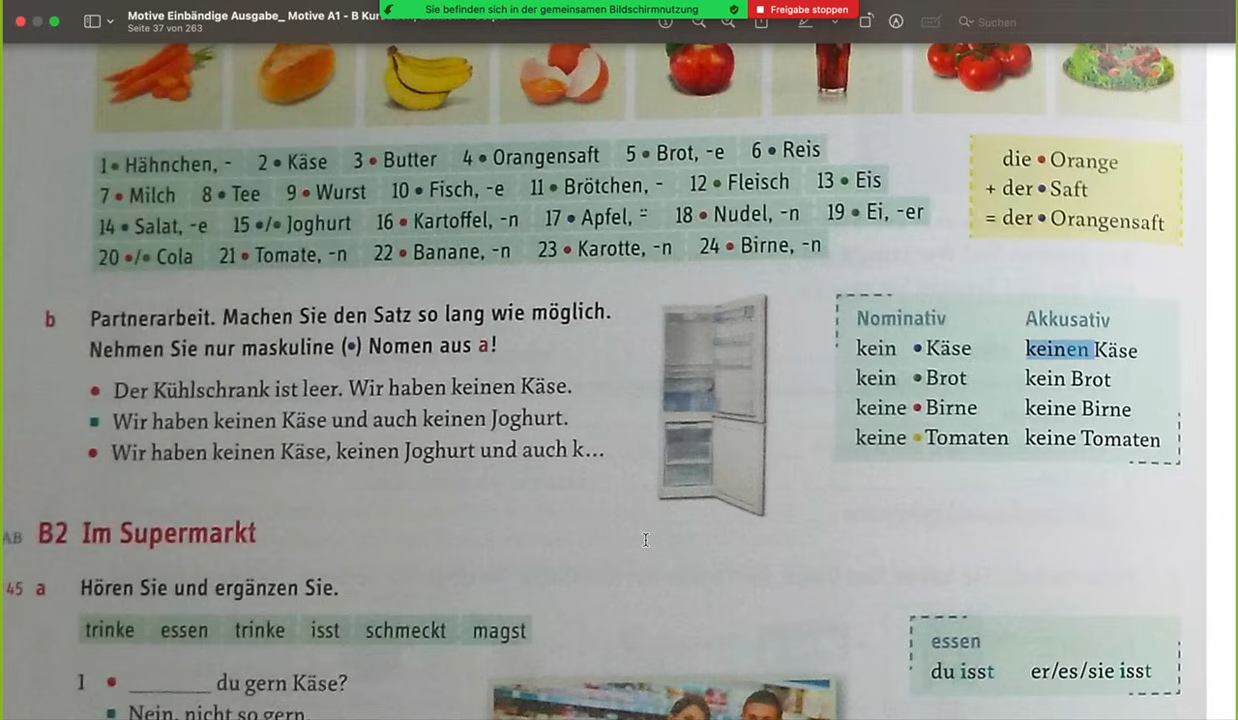 Motive Einbändige Ausgabe_ Motive A1 - B Kur
Seite 37 von 263
Sie befinden sich in der gemeinsamen Bildschirmnutzung
Freigabe stoppen
Suchen
1 • Hähnchen, - 2 • Käse 3 • Butter 4 • Orangensaft 5 • Brot, -e 6 • Reis
7 • Milch 8 • Tee 9 • Wurst 10 • Fisch, -e 11 • Brötchen, - 12 • Fleisch 13 • Eis
14 • Salat, -e 15 •/• Joghurt 16 • Kartoffel, -n 17 • Apfel, ⸚ 18 • Nudel, -n 19 • Ei, -er
20 •/• Cola 21 • Tomate, -n 22 • Banane, -n 23 • Karotte, -n 24 • Birne, -n
die • Orange
+ der • Saft
= der • Orangensaft
b Partnerarbeit. Machen Sie den Satz so lang wie möglich.
Nehmen Sie nur maskuline (•) Nomen aus a!
• Der Kühlschrank ist leer. Wir haben keinen Käse.
▪ Wir haben keinen Käse und auch keinen Joghurt.
• Wir haben keinen Käse, keinen Joghurt und auch k...
Nominativ Akkusativ
kein • Käse keinen Käse
kein • Brot kein Brot
keine • Birne keine Birne
keine • Tomaten keine Tomaten
AB B2 Im Supermarkt
45 a Hören Sie und ergänzen Sie.
trinke essen trinke isst schmeckt magst
essen
du isst er/es/sie isst
1 • _______ du gern Käse?
▪ Nein, nicht so gern.